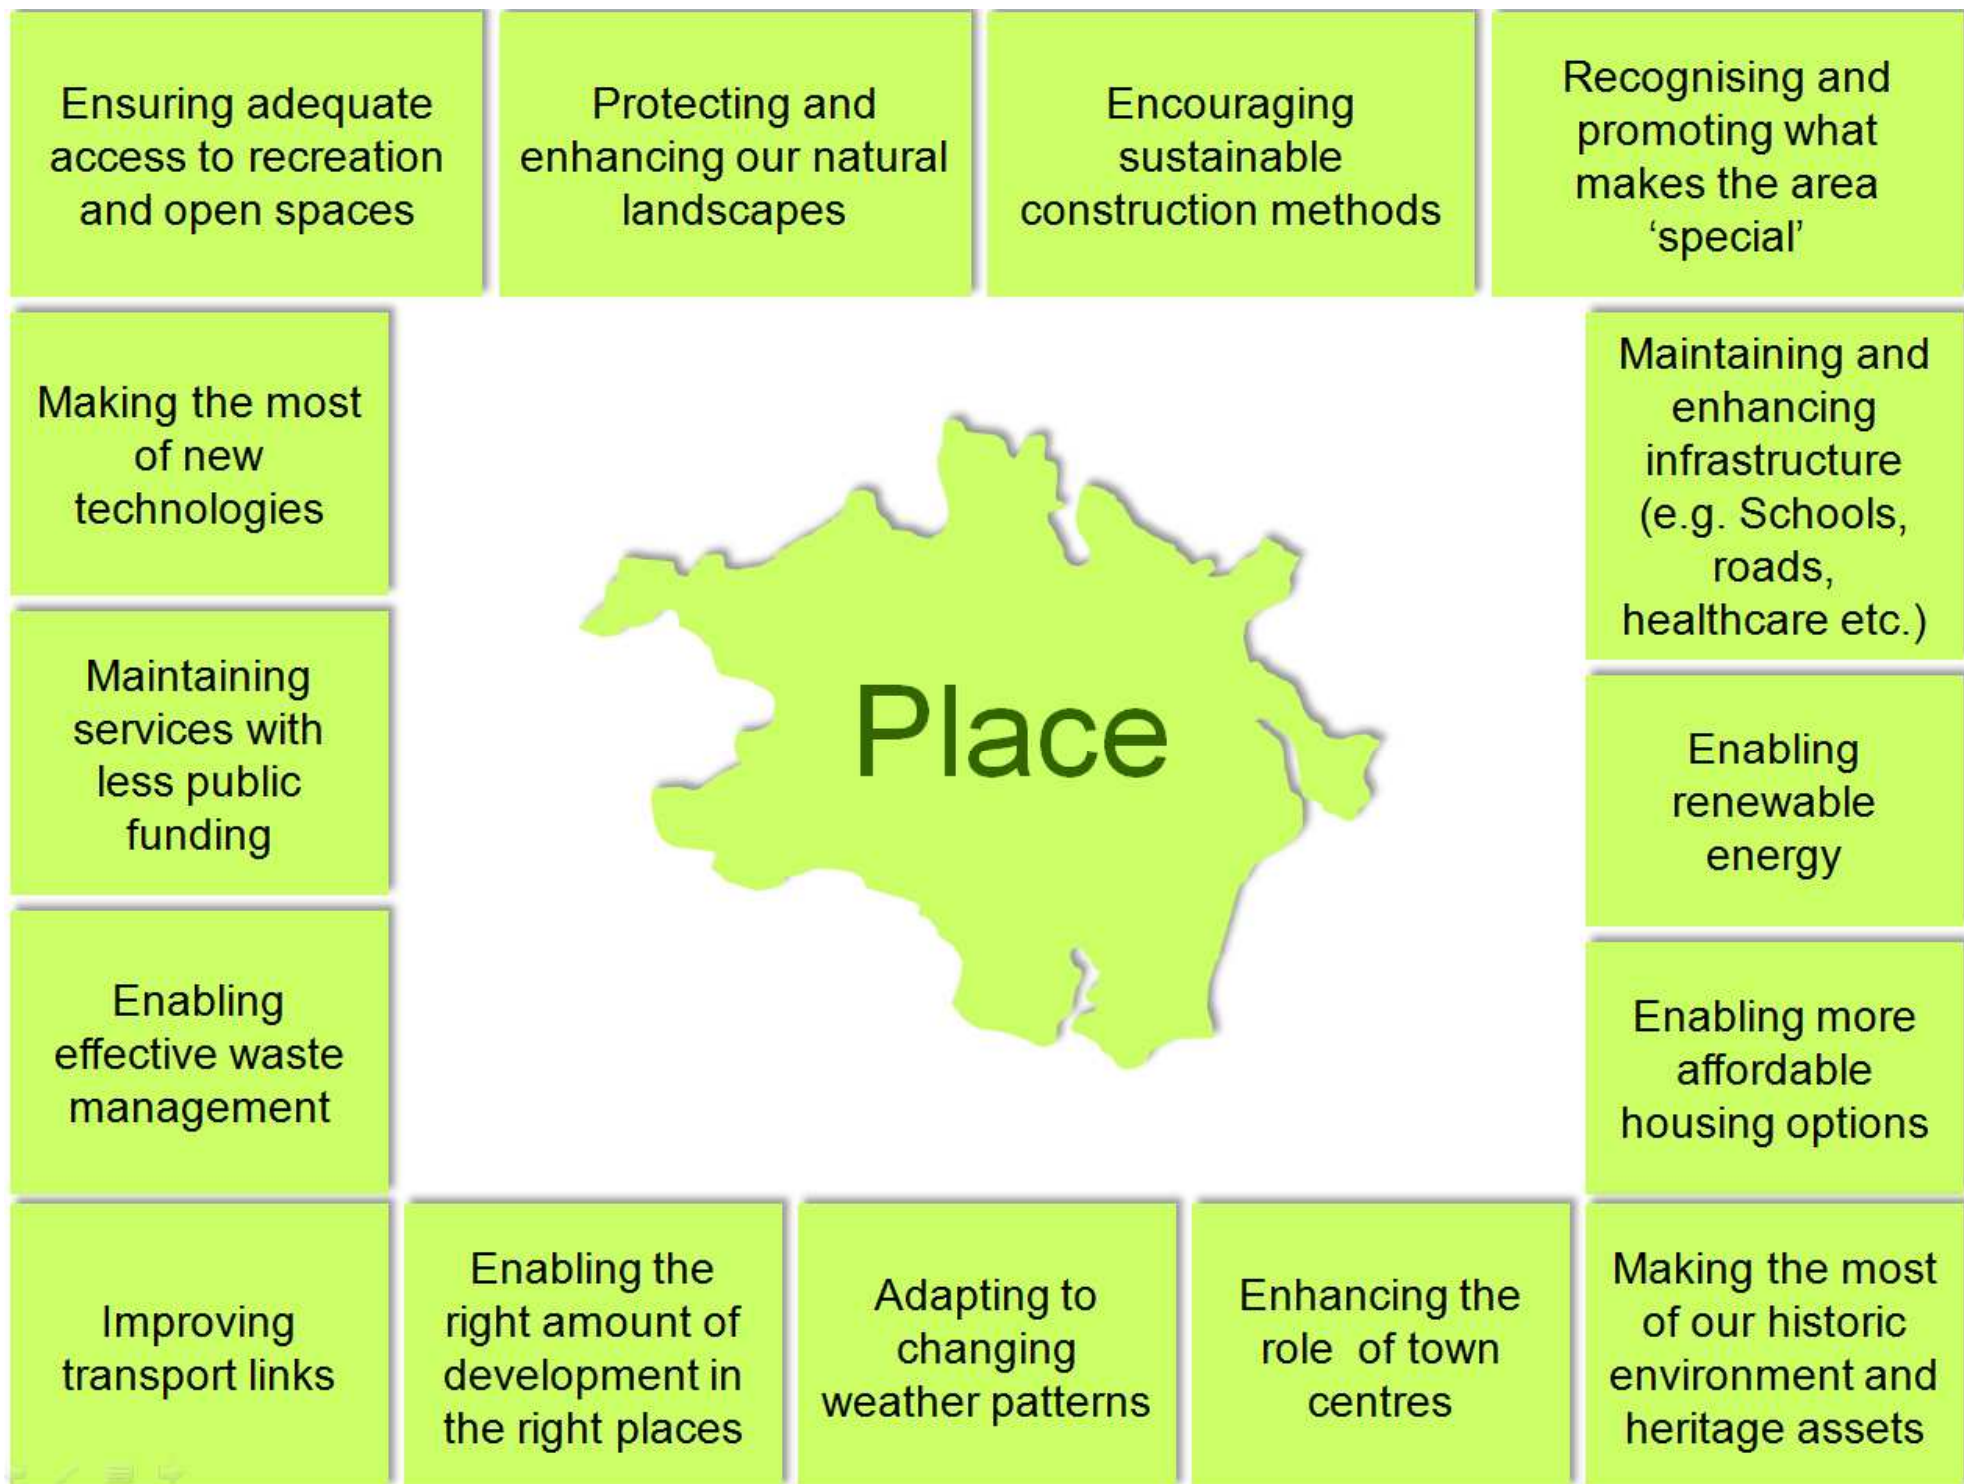 Ensuring adequate
access to recreation
and open spaces
Protecting and
enhancing our natural
landscapes
Encouraging
sustainable
construction methods
Recognising and
promoting what
makes the area
‘special’
Making the most
of new
technologies
Maintaining and
enhancing
infrastructure
(e.g. Schools,
roads,
healthcare etc.)
Maintaining
services with
less public
funding
Place
Enabling
renewable
energy
Enabling
effective waste
management
Enabling more
affordable
housing options
Improving
transport links
Enabling the
right amount of
development in
the right places
Adapting to
changing
weather patterns
Enhancing the
role  of town
centres
Making the most
of our historic
environment and
heritage assets